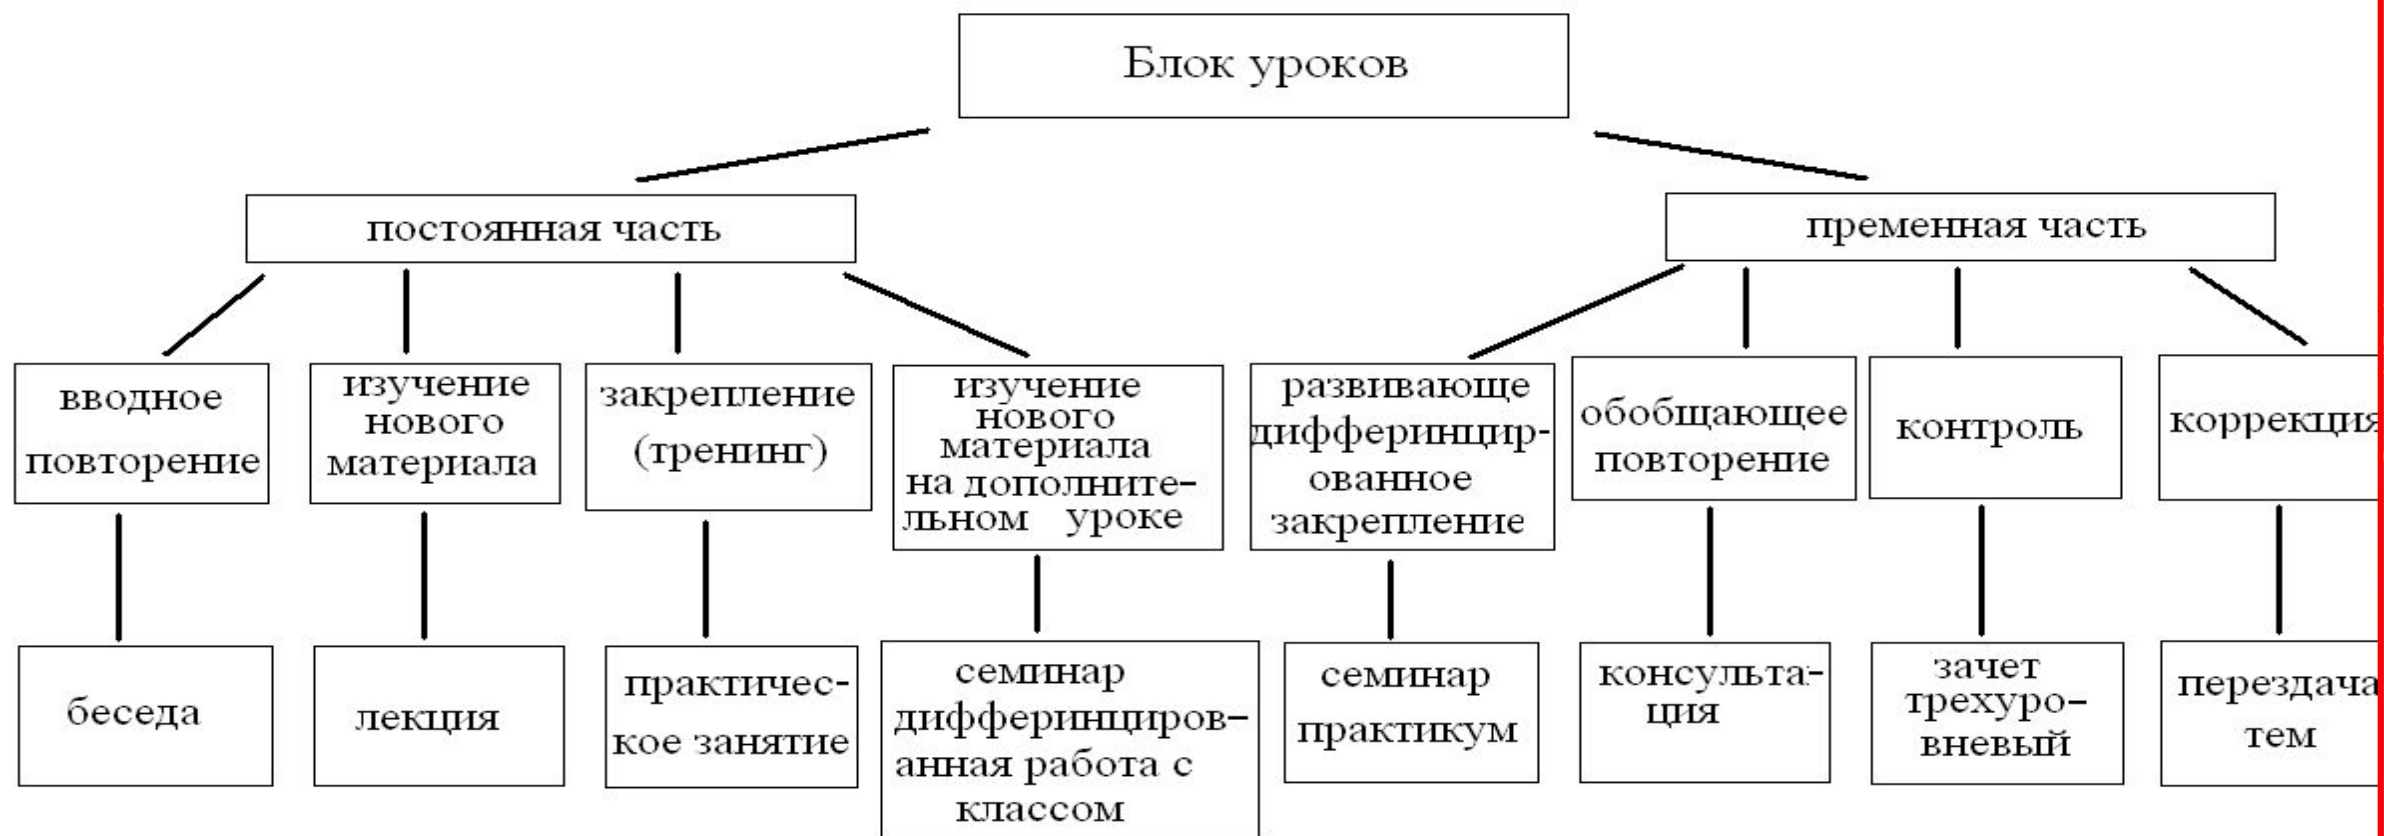 Блок уроков
постоянная часть
пременная часть
вводное
повторение
изучение
нового
материала
закрепление
(тренинг)
изучение
нового
материала
на дополните-
льном уроке
развивающе
дифферинцир-
ованное
закрепление
обобщающее
повторение
контроль
коррекция
беседа
лекция
практичес-
кое занятие
семинар
дифферинциров-
анная работа с
классом
семинар
практикум
консульта-
ция
зачет
трехуро-
вневый
перездача
тем